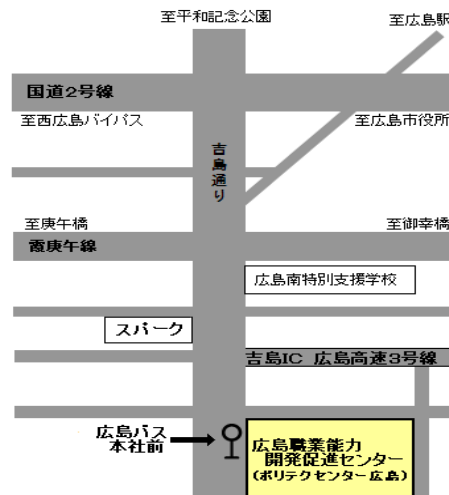 至平和記念公園
至広島駅
国道2号線
至西広島バイパス
至広島市役所
吉島通り
至庚午橋
至御幸橋
霞庚午線
広島南特別支援学校
スパーク
吉島IC 広島高速3号線
広島バス
本社前
広島職業能力
開発促進センター
(ポリテクセンター広島)